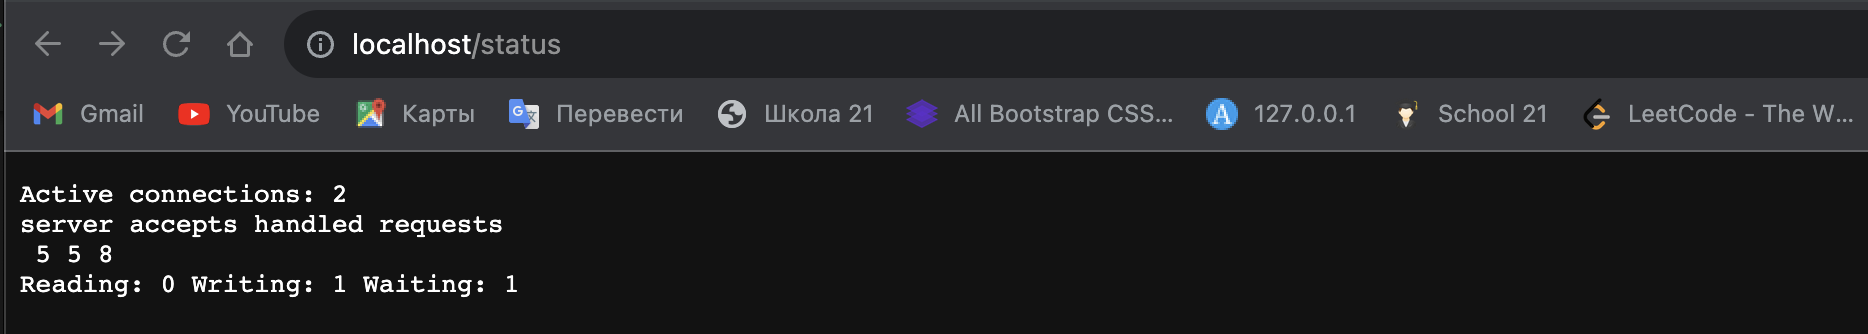 localhost/status
Gmail YouTube Карты Перевести Школа 21 All Bootstrap CSS... 127.0.0.1 School 21 LeetCode - The W...
Active connections: 2
server accepts handled requests
5 5 8
Reading: 0 Writing: 1 Waiting: 1